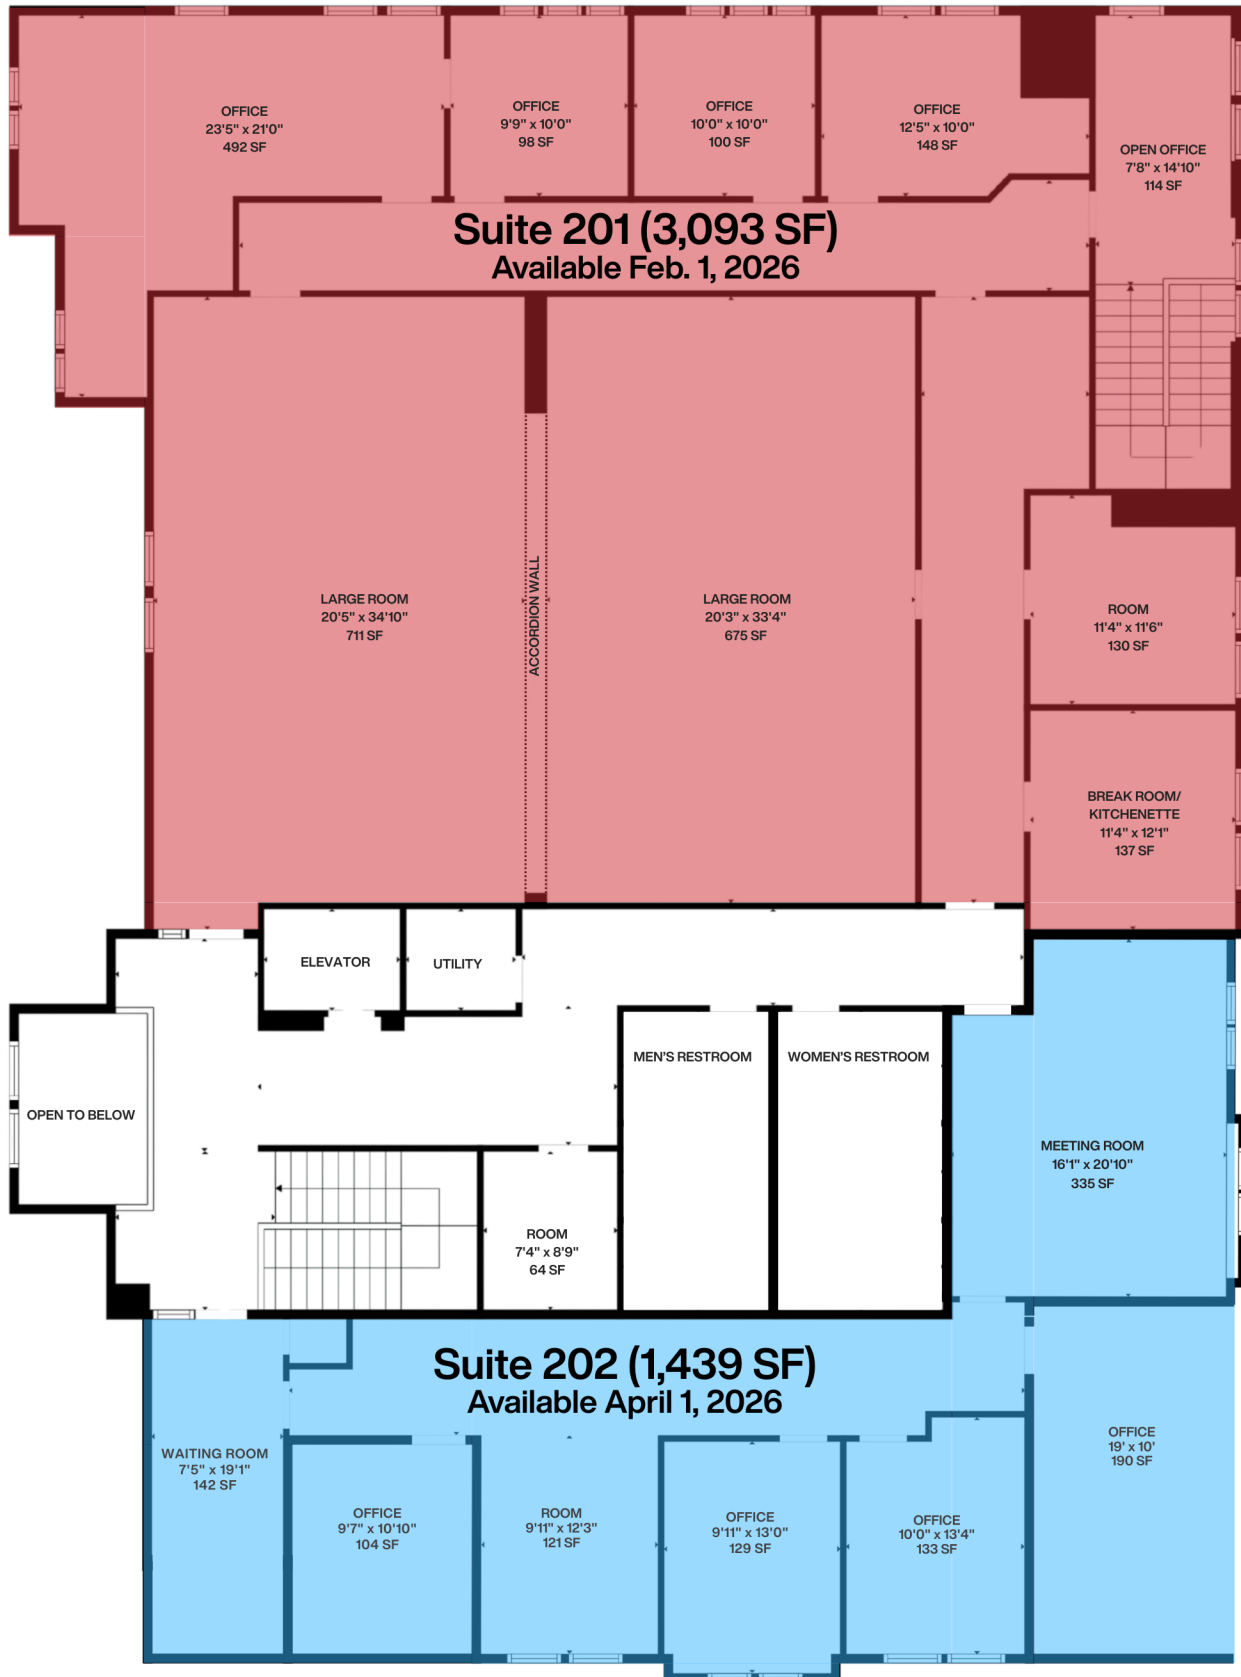 OFFICE
23'5" x 21'0"
492 SF
OFFICE
9'9" x 10'0"
98 SF
OFFICE
10'0" x 10'0"
100 SF
OFFICE
12'5" x 10'0"
148 SF
OPEN OFFICE
7'8" x 14'10"
114 SF
Suite 201 (3,093 SF)
Available Feb. 1, 2026
LARGE ROOM
20'5" x 34'10"
711 SF
ACCORDION WALL
LARGE ROOM
20'3" x 33'4"
675 SF
ROOM
11'4" x 11'6"
130 SF
BREAK ROOM/
KITCHENETTE
11'4" x 12'1"
137 SF
ELEVATOR
UTILITY
MEN'S RESTROOM
WOMEN'S RESTROOM
OPEN TO BELOW
MEETING ROOM
16'1" x 20'10"
335 SF
ROOM
7'4" x 8'9"
64 SF
Suite 202 (1,439 SF)
Available April 1, 2026
WAITING ROOM
7'5" x 19'1"
142 SF
OFFICE
9'7" x 10'10"
104 SF
ROOM
9'11" x 12'3"
121 SF
OFFICE
9'11" x 13'0"
129 SF
OFFICE
10'0" x 13'4"
133 SF
OFFICE
19' x 10'
190 SF